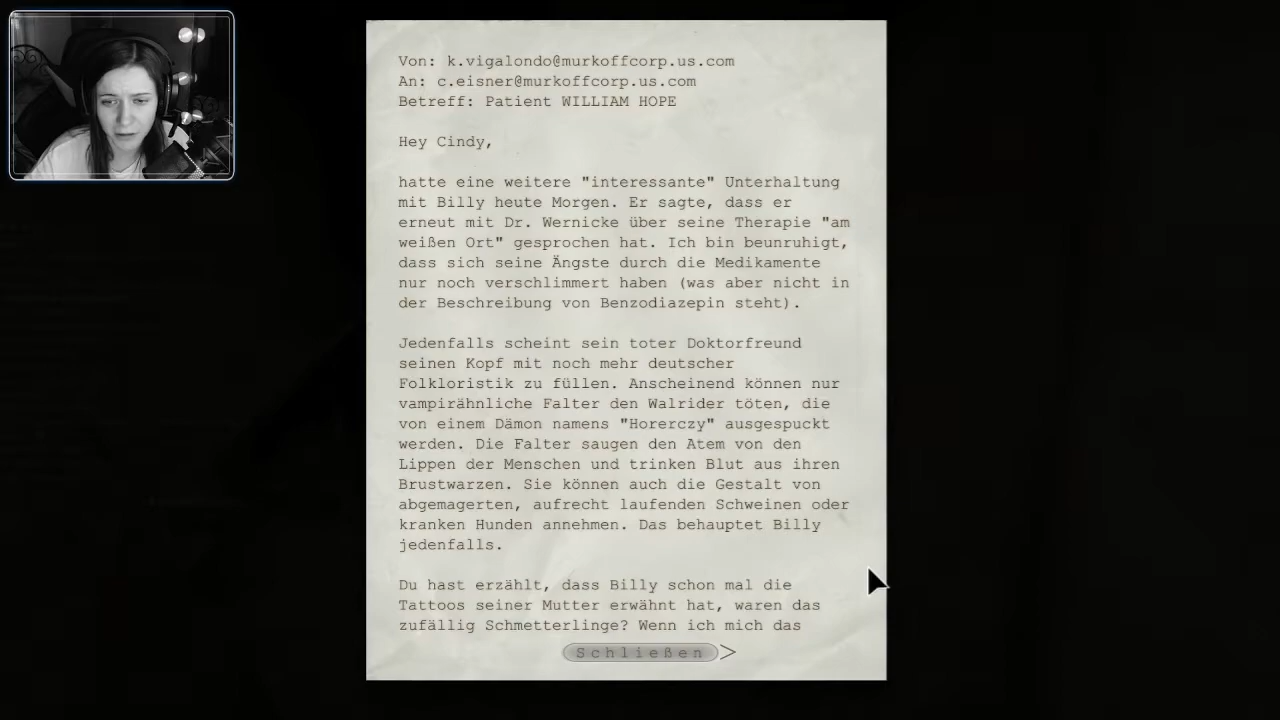 Von: k.vigalondo@murkoffcorp.us.com
An: c.eisner@murkoffcorp.us.com
Betreff: Patient WILLIAM HOPE
Hey Cindy,
hatte eine weitere "interessante" Unterhaltung
mit Billy heute Morgen. Er sagte, dass er
erneut mit Dr. Wernicke über seine Therapie "am
weißen Ort" gesprochen hat. Ich bin beunruhigt,
dass sich seine Ängste durch die Medikamente
nur noch verschlimmert haben (was aber nicht in
der Beschreibung von Benzodiazepin steht).
Jedenfalls scheint sein toter Doktorfreund
seinen Kopf mit noch mehr deutscher
Folkloristik zu füllen. Anscheinend können nur
vampirähnliche Falter den Walrider töten, die
von einem Dämon namens "Horerczy" ausgespuckt
werden. Die Falter saugen den Atem von den
Lippen der Menschen und trinken Blut aus ihren
Brustwarzen. Sie können auch die Gestalt von
abgemagerten, aufrecht laufenden Schweinen oder
kranken Hunden annehmen. Das behauptet Billy
jedenfalls.
Du hast erzählt, dass Billy schon mal die
Tattoos seiner Mutter erwähnt hat, waren das
zufällig Schmetterlinge? Wenn ich mich das
Schließen >